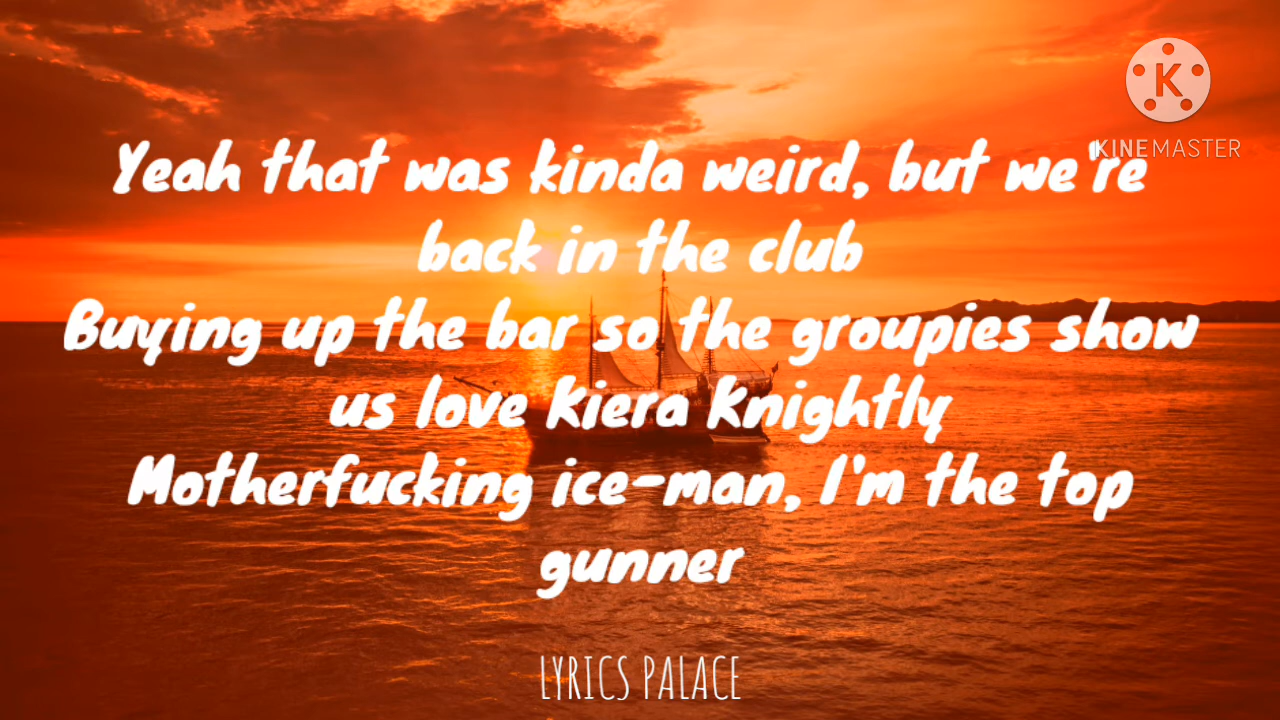 K
KINEMASTER
Yeah that was kinda weird, but we're
back in the club
Buying up the bar so the groupies show
us love Kiera Knightly
Motherfucking ice-man, I'm the top
gunner
LYRICS PALACE